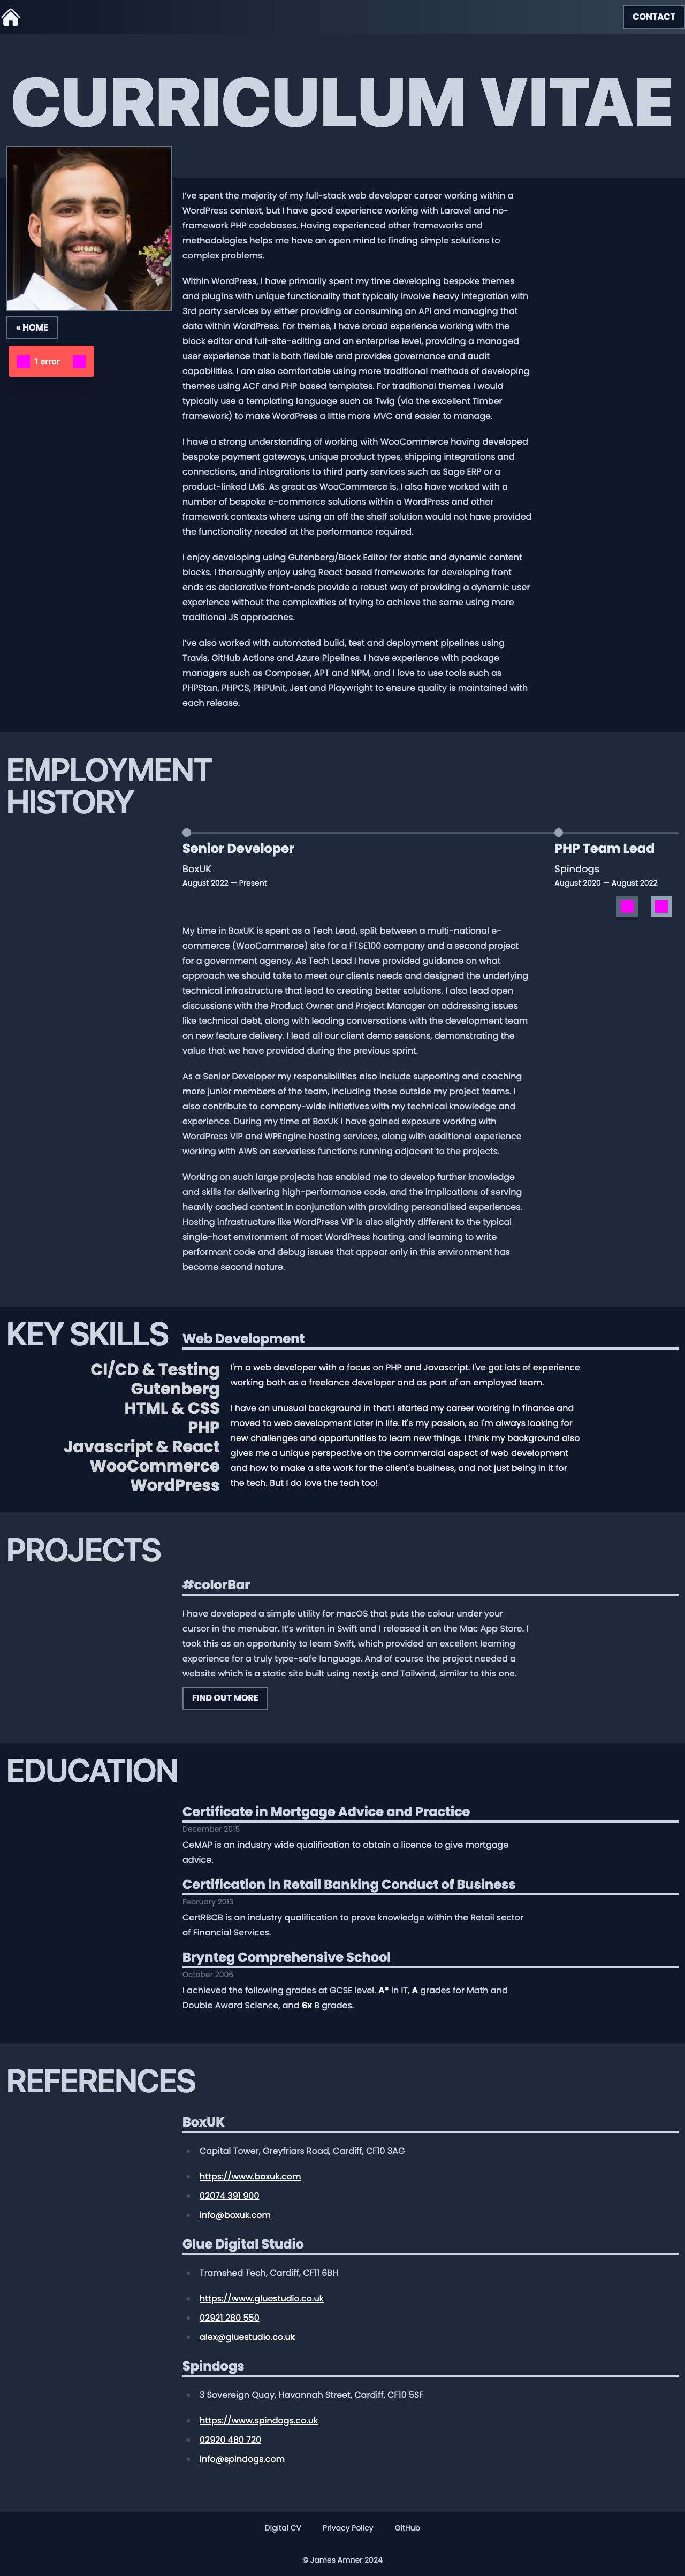 CONTACT
CURRICULUM VITAE
« HOME
1 error
I've spent the majority of my full-stack web developer career working within a
WordPress context, but I have good experience working with Laravel and no-
framework PHP codebases. Having experienced other frameworks and
methodologies helps me have an open mind to finding simple solutions to
complex problems.
Within WordPress, I have primarily spent my time developing bespoke themes
and plugins with unique functionality that typically involve heavy integration with
3rd party services by either providing or consuming an API and managing that
data within WordPress. For themes, I have broad experience working with the
block editor and full-site-editing and an enterprise level, providing a managed
user experience that is both flexible and provides governance and audit
capabilities. I am also comfortable using more traditional methods of developing
themes using ACF and PHP based templates. For traditional themes I would
typically use a templating language such as Twig (via the excellent Timber
framework) to make WordPress a little more MVC and easier to manage.
I have a strong understanding of working with WooCommerce having developed
bespoke payment gateways, unique product types, shipping integrations and
connections, and integrations to third party services such as Sage ERP or a
product-linked LMS. As great as WooCommerce is, I also have worked with a
number of bespoke e-commerce solutions within a WordPress and other
framework contexts where using an off the shelf solution would not have provided
the functionality needed at the performance required.
I enjoy developing using Gutenberg/Block Editor for static and dynamic content
blocks. I thoroughly enjoy using React based frameworks for developing front
ends as declarative front-ends provide a robust way of providing a dynamic user
experience without the complexities of trying to achieve the same using more
traditional JS approaches.
I've also worked with automated build, test and deployment pipelines using
Travis, GitHub Actions and Azure Pipelines. I have experience with package
managers such as Composer, APT and NPM, and I love to use tools such as
PHPStan, PHPCS, PHPUnit, Jest and Playwright to ensure quality is maintained with
each release.
EMPLOYMENT
HISTORY
Senior Developer
BoxUK
August 2022 — Present
PHP Team Lead
Spindogs
August 2020 — August 2022
My time in BoxUK is spent as a Tech Lead, split between a multi-national e-
commerce (WooCommerce) site for a FTSE100 company and a second project
for a government agency. As Tech Lead I have provided guidance on what
approach we should take to meet our clients needs and designed the underlying
technical infrastructure that lead to creating better solutions. I also lead open
discussions with the Product Owner and Project Manager on addressing issues
like technical debt, along with leading conversations with the development team
on new feature delivery. I lead all our client demo sessions, demonstrating the
value that we have provided during the previous sprint.
As a Senior Developer my responsibilities also include supporting and coaching
more junior members of the team, including those outside my project teams. I
also contribute to company-wide initiatives with my technical knowledge and
experience. During my time at BoxUK I have gained exposure working with
WordPress VIP and WPEngine hosting services, along with additional experience
working with AWS on serverless functions running adjacent to the projects.
Working on such large projects has enabled me to develop further knowledge
and skills for delivering high-performance code, and the implications of serving
heavily cached content in conjunction with providing personalised experiences.
Hosting infrastructure like WordPress VIP is also slightly different to the typical
single-host environment of most WordPress hosting, and learning to write
performant code and debug issues that appear only in this environment has
become second nature.
KEY SKILLS
CI/CD & Testing
Gutenberg
HTML & CSS
PHP
Javascript & React
WooCommerce
WordPress
Web Development
I'm a web developer with a focus on PHP and Javascript. I've got lots of experience
working both as a freelance developer and as part of an employed team.
I have an unusual background in that I started my career working in finance and
moved to web development later in life. It's my passion, so I'm always looking for
new challenges and opportunities to learn new things. I think my background also
gives me a unique perspective on the commercial aspect of web development
and how to make a site work for the client's business, and not just being in it for
the tech. But I do love the tech too!
PROJECTS
#colorBar
I have developed a simple utility for macOS that puts the colour under your
cursor in the menubar. It's written in Swift and I released it on the Mac App Store. I
took this as an opportunity to learn Swift, which provided an excellent learning
experience for a truly type-safe language. And of course the project needed a
website which is a static site built using next.js and Tailwind, similar to this one.
FIND OUT MORE
EDUCATION
Certificate in Mortgage Advice and Practice
December 2015
CeMAP is an industry wide qualification to obtain a licence to give mortgage
advice.
Certification in Retail Banking Conduct of Business
February 2013
CertRBCB is an industry qualification to prove knowledge within the Retail sector
of Financial Services.
Brynteg Comprehensive School
October 2006
I achieved the following grades at GCSE level. A* in IT, A grades for Math and
Double Award Science, and 6x B grades.
REFERENCES
BoxUK
Capital Tower, Greyfriars Road, Cardiff, CF10 3AG
https://www.boxuk.com
02074 391 900
info@boxuk.com
Glue Digital Studio
Tramshed Tech, Cardiff, CF11 6BH
https://www.gluestudio.co.uk
02921 280 550
alex@gluestudio.co.uk
Spindogs
3 Sovereign Quay, Havannah Street, Cardiff, CF10 5SF
https://www.spindogs.co.uk
02920 480 720
info@spindogs.com
Digital CV
Privacy Policy
GitHub
© James Amner 2024